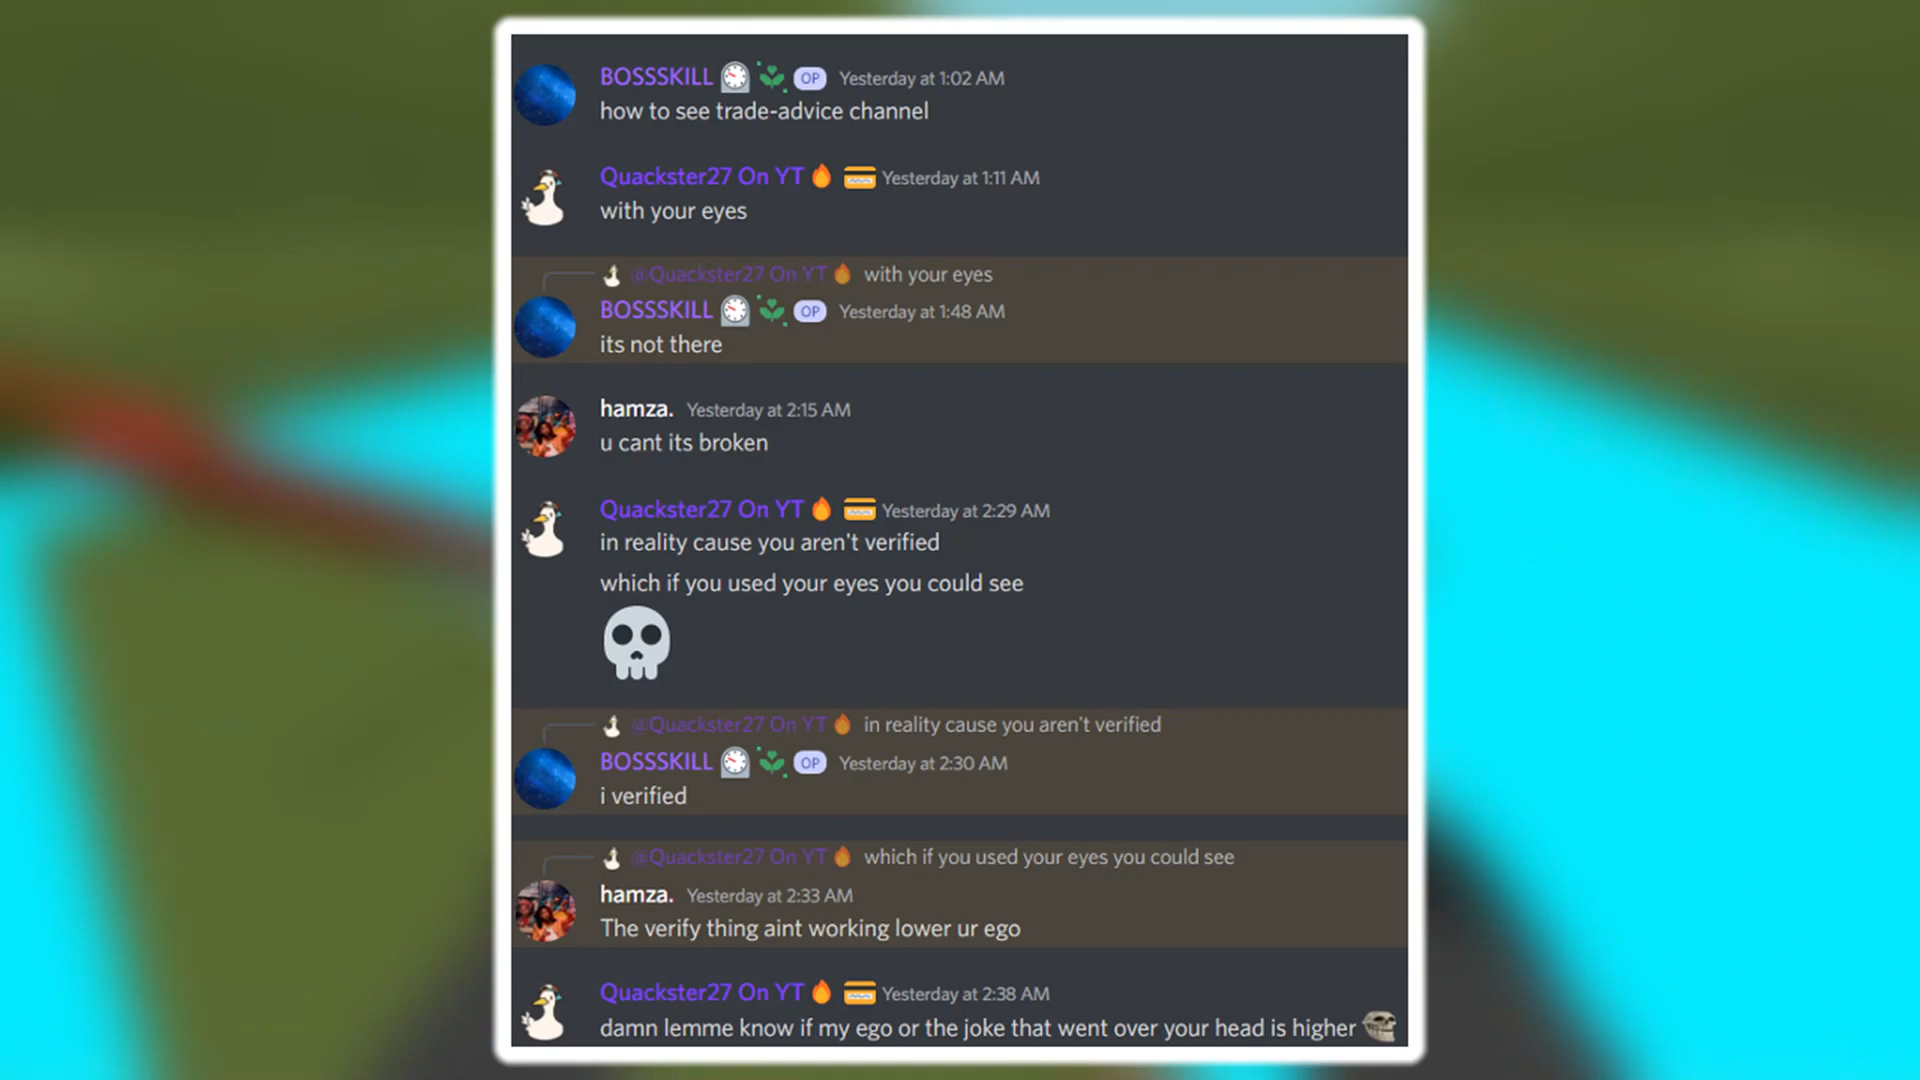 BOSSSKILL OP Yesterday at 1:02 AM
how to see trade-advice channel
Quackster27 On YT Yesterday at 1:11 AM
with your eyes
@Quackster27 On YT with your eyes
BOSSSKILL OP Yesterday at 1:48 AM
its not there
hamza. Yesterday at 2:15 AM
u cant its broken
Quackster27 On YT Yesterday at 2:29 AM
in reality cause you aren't verified
which if you used your eyes you could see
@Quackster27 On YT in reality cause you aren't verified
BOSSSKILL OP Yesterday at 2:30 AM
i verified
@Quackster27 On YT which if you used your eyes you could see
hamza. Yesterday at 2:33 AM
The verify thing aint working lower ur ego
Quackster27 On YT Yesterday at 2:38 AM
damn lemme know if my ego or the joke that went over your head is higher